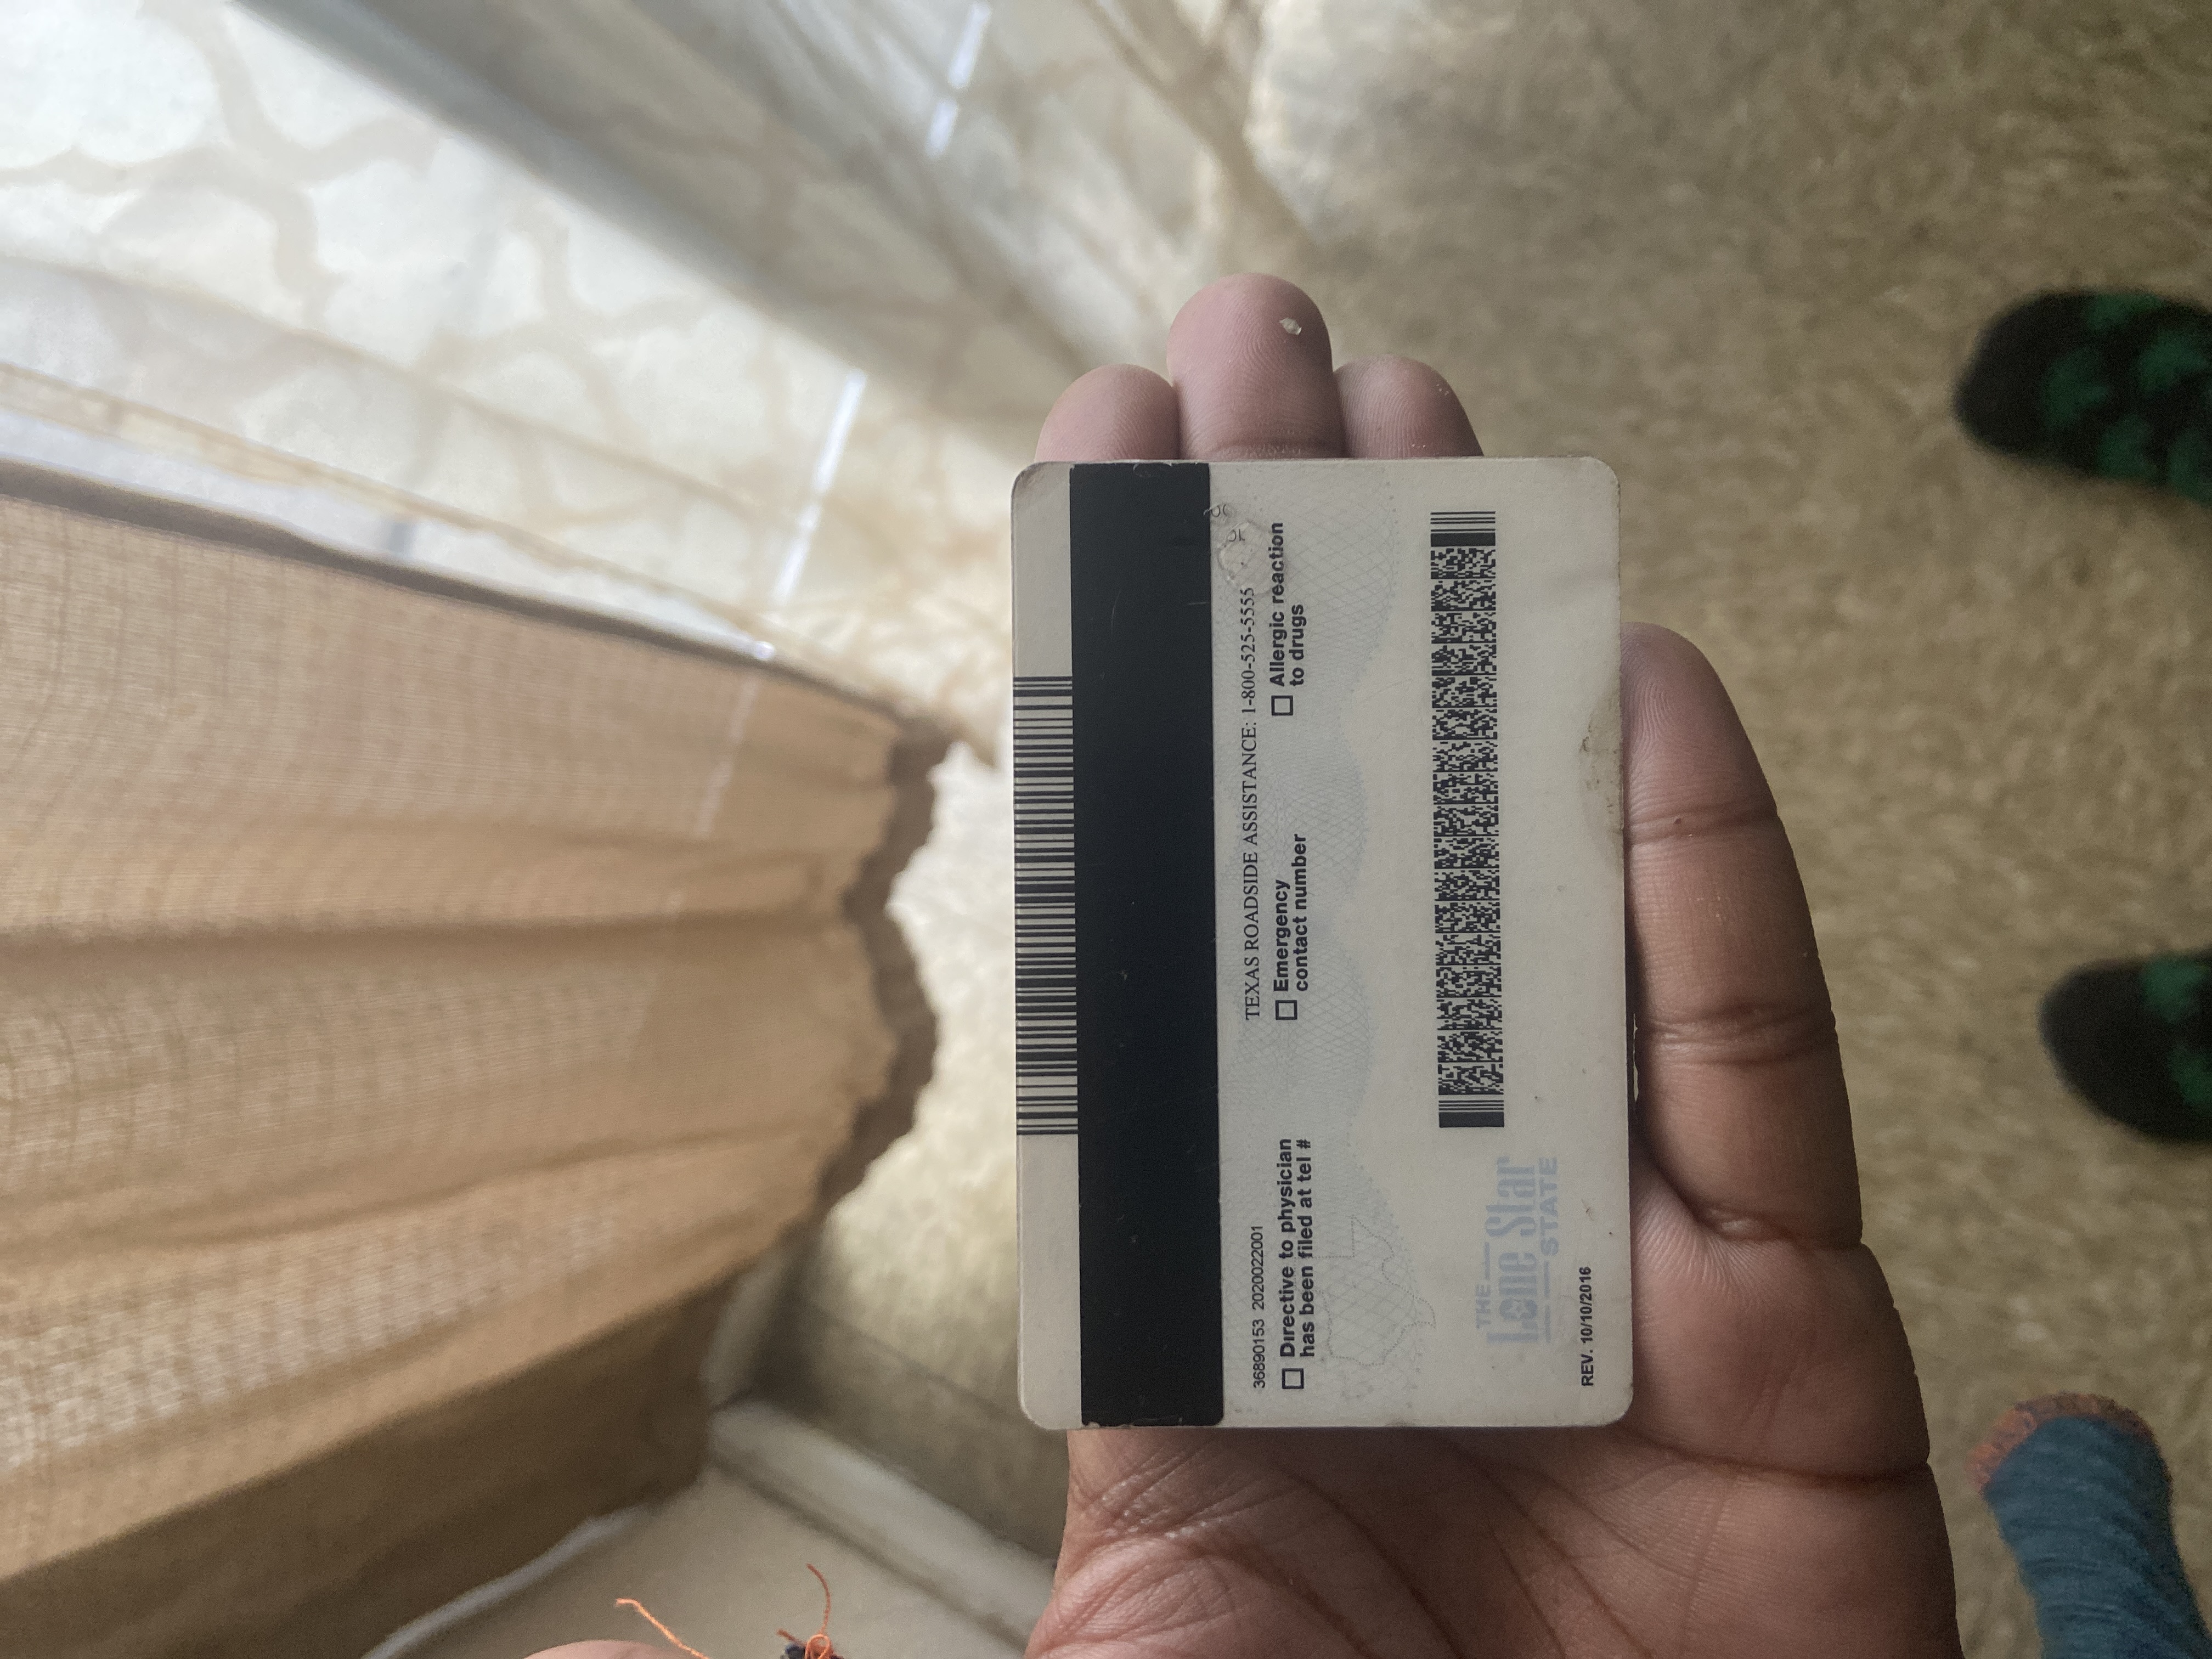 TEXAS ROADSIDE ASSISTANCE: 1-800-525-5555
36890153 2020022001
Directive to physician
has been filed at tel #
Emergency
contact number
Allergic reaction
to drugs
THE
Lone Star
STATE
REV. 10/10/2016